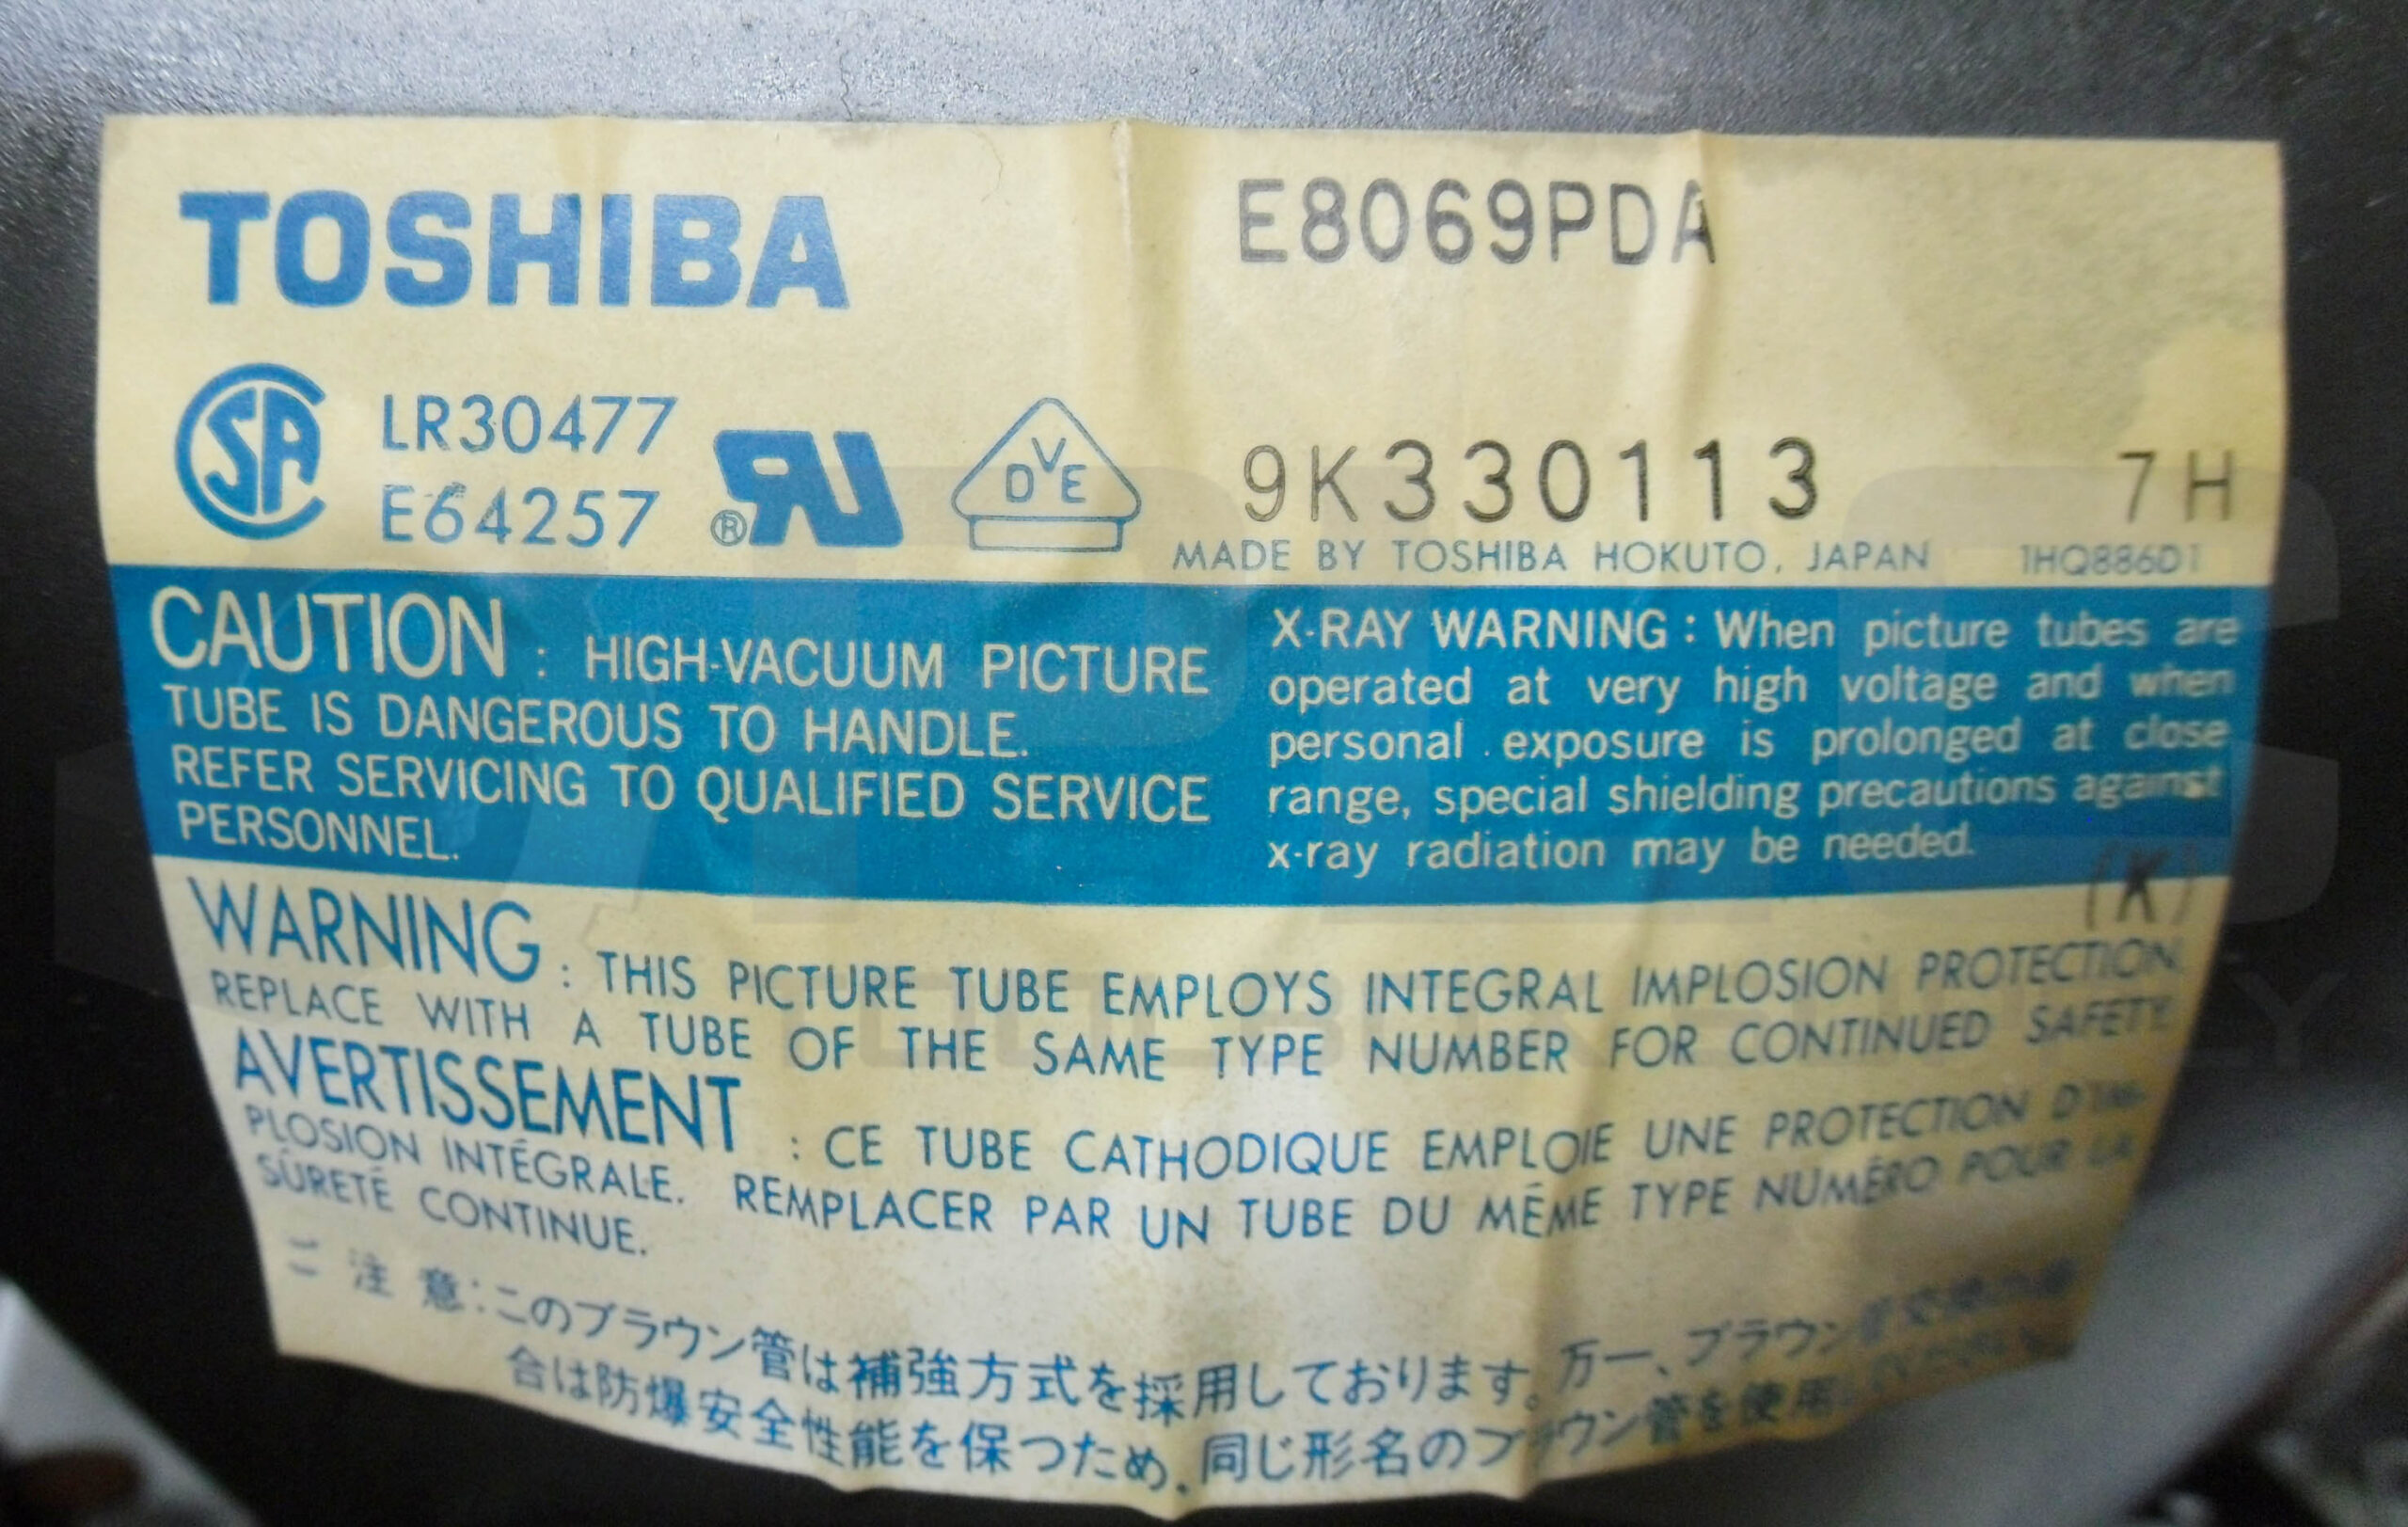 TOSHIBA
E8069PDA
LR30477
E64257
DVE
9K330113 7H
MADE BY TOSHIBA HOKUTO, JAPAN 1HQ886D1
CAUTION : HIGH-VACUUM PICTURE
TUBE IS DANGEROUS TO HANDLE.
REFER SERVICING TO QUALIFIED SERVICE
PERSONNEL.
X-RAY WARNING : When picture tubes are
operated at very high voltage and when
personal exposure is prolonged at close
range, special shielding precautions against
x-ray radiation may be needed.
(K)
WARNING : THIS PICTURE TUBE EMPLOYS INTEGRAL IMPLOSION PROTECTION
REPLACE WITH A TUBE OF THE SAME TYPE NUMBER FOR CONTINUED SAFETY
AVERTISSEMENT : CE TUBE CATHODIQUE EMPLOIE UNE PROTECTION D'IM-
PLOSION INTÉGRALE. REMPLACER PAR UN TUBE DU MÊME TYPE NUMÉRO POUR LA
SÛRETÉ CONTINUE.
ご注意:このブラウン管は補強方式を採用しております。万一、ブラウン管交換の
合は防爆安全性能を保つため、同じ形名のブラウン管を使用